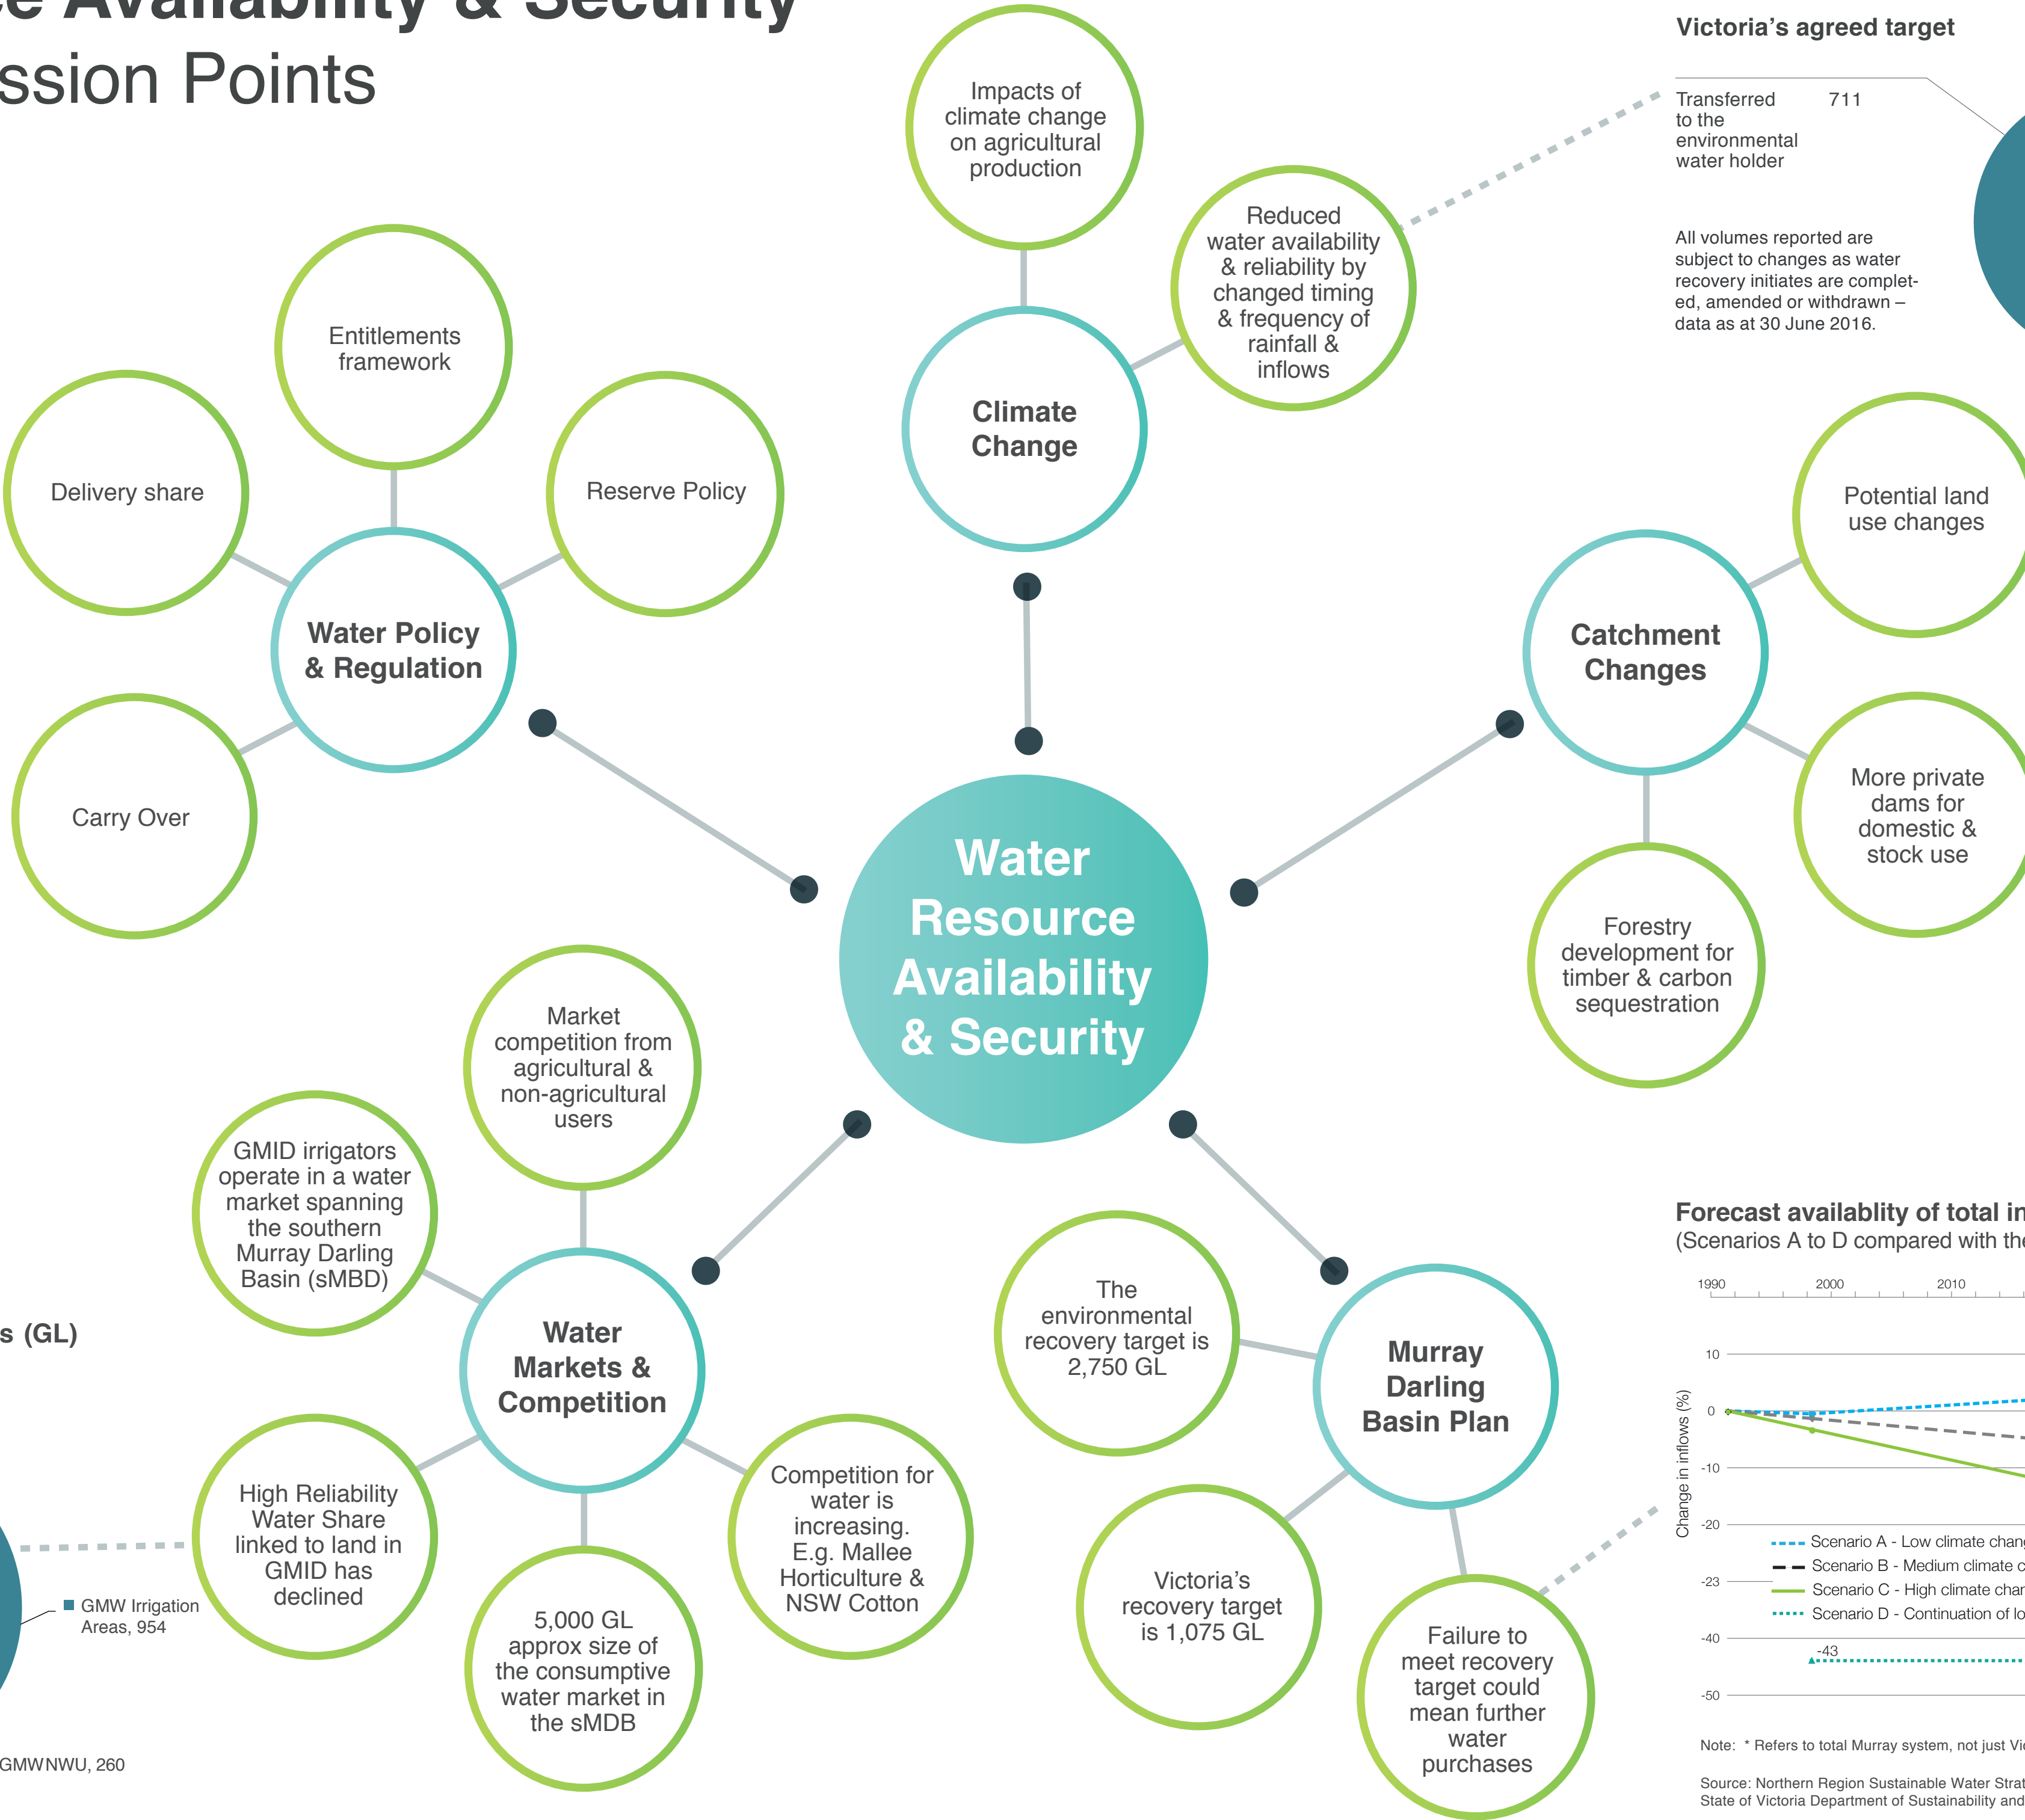 ce Availability & Security
ssion Points
Victoria's agreed target
Transferred 711
to the
environmental
water holder
All volumes reported are
subject to changes as water
recovery initiates are complet-
ed, amended or withdrawn –
data as at 30 June 2016.
Impacts of
climate change
on agricultural
production
Reduced
water availability
& reliability by
changed timing
& frequency of
rainfall &
inflows
Climate
Change
Entitlements
framework
Delivery share
Reserve Policy
Water Policy
& Regulation
Carry Over
Potential land
use changes
Catchment
Changes
More private
dams for
domestic &
stock use
Forestry
development for
timber & carbon
sequestration
Water
Resource
Availability
& Security
Market
competition from
agricultural &
non-agricultural
users
GMID irrigators
operate in a water
market spanning
the southern
Murray Darling
Basin (sMBD)
Water
Markets &
Competition
High Reliability
Water Share
linked to land in
GMID has
declined
5,000 GL
approx size of
the consumptive
water market in
the sMDB
Competition for
water is
increasing.
E.g. Mallee
Horticulture &
NSW Cotton
The
environmental
recovery target is
2,750 GL
Murray
Darling
Basin Plan
Victoria's
recovery target
is 1,075 GL
Failure to
meet recovery
target could
mean further
water
purchases
s (GL)
GMW Irrigation
Areas, 954
GMWNWU, 260
Forecast availablity of total in
(Scenarios A to D compared with the
1990 2000 2010
Change in inflows (%)
10
0
-10
-20
-23
-40
-50
Scenario A - Low climate chang
Scenario B - Medium climate c
Scenario C - High climate chan
Scenario D - Continuation of lo
-43
Note: * Refers to total Murray system, not just Vic
Source: Northern Region Sustainable Water Strat
State of Victoria Department of Sustainability and